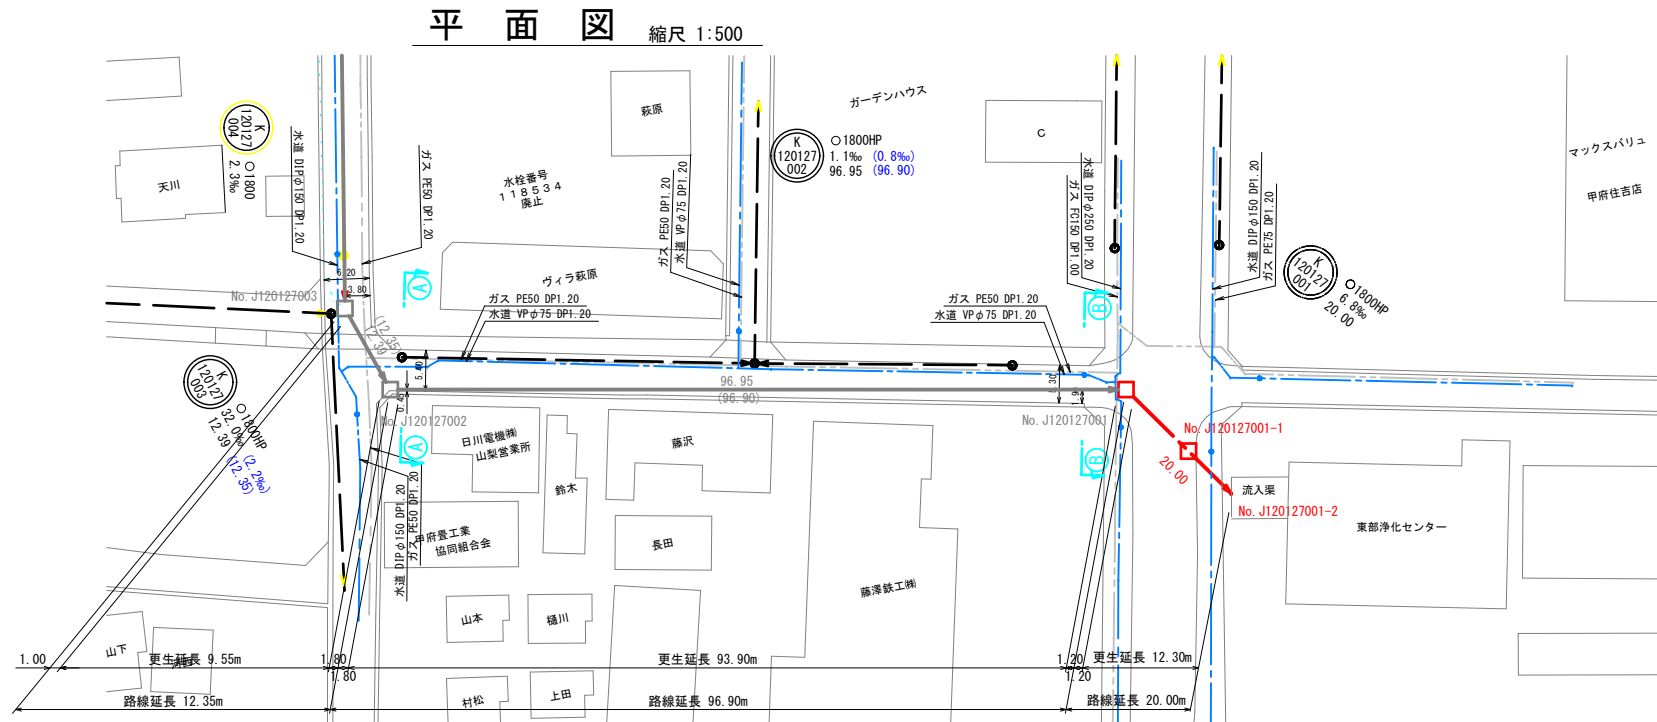 平 面 図 縮尺 1:500
K
120127
004
○1800
2.3‰
水道 DIPφ150 DP1.20
ガス PE50 DP1.20
天川
水栓番号
118534
廃止
萩原
ガーデンハウス
K
120127
002
○1800HP
1.1‰ (0.8‰)
96.95 (96.90)
C
マックスバリュ
甲府住吉店
ガス PE50 DP1.20
水道 VPφ75 DP1.20
水道 DIPφ250 DP1.20
ガス FC150 DP1.00
水道 DIPφ150 DP1.20
ガス PE75 DP1.20
K
120127
001
○1800HP
6.8‰
20.00
6.20
3.80
No. J120127003
A
ヴィラ萩原
ガス PE50 DP1.20
水道 VPφ75 DP1.20
ガス PE50 DP1.20
水道 VPφ75 DP1.20
B
(12.35)
12.39
96.95
(96.90)
5.30
K
120127
003
○1800HP
32.0‰ (2.2‰)
12.39 (12.35)
No. J120127002
No. J120127001
No. J120127001-1
20.00
A
B
日川電機㈱
山梨営業所
鈴木
藤沢
流入渠
No. J120127001-2
東部浄化センター
水道 DIPφ150 DP1.20
ガス PE50 DP1.20
甲府畳工業
協同組合会
長田
藤澤鉄工㈱
山本
樋川
山下
村松
上田
1.00
更生延長 9.55m
1.80
1.80
更生延長 93.90m
1.20
1.20
更生延長 12.30m
路線延長 12.35m
路線延長 96.90m
路線延長 20.00m